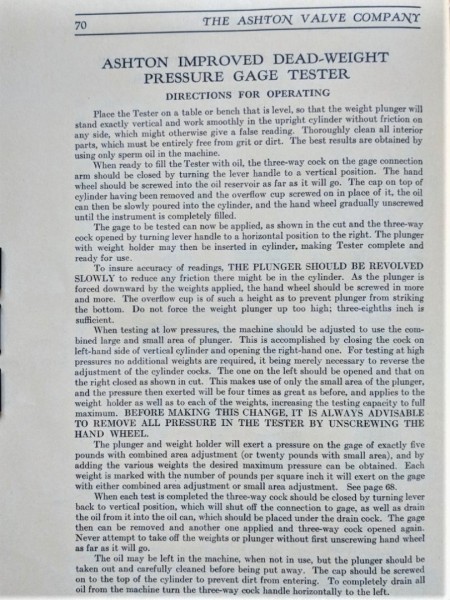 70
THE ASHTON VALVE COMPANY
ASHTON IMPROVED DEAD-WEIGHT
PRESSURE GAGE TESTER
DIRECTIONS FOR OPERATING
Place the Tester on a table or bench that is level, so that the weight plunger will
stand exactly vertical and work smoothly in the upright cylinder without friction on
any side, which might otherwise give a false reading. Thoroughly clean all interior
parts, which must be entirely free from grit or dirt. The best results are obtained by
using only sperm oil in the machine.
When ready to fill the Tester with oil, the three-way cock on the gage connection
arm should be closed by turning the lever handle to a vertical position. The hand
wheel should be screwed into the oil reservoir as far as it will go. The cap on top of
cylinder having been removed and the overflow cup screwed on in place of it, the oil
can then be slowly poured into the cylinder, and the hand wheel gradually unscrewed
until the instrument is completely filled.
The gage to be tested can now be applied, as shown in the cut and the three-way
cock opened by turning lever handle to a horizontal position to the right. The plunger
with weight holder may then be inserted in cylinder, making Tester complete and
ready for use.
To insure accuracy of readings, THE PLUNGER SHOULD BE REVOLVED
SLOWLY to reduce any friction there might be in the cylinder. As the plunger is
forced downward by the weights applied, the hand wheel should be screwed in more
and more. The overflow cup is of such a height as to prevent plunger from striking
the bottom. Do not force the weight plunger up too high; three-eighths inch is
sufficient.
When testing at low pressures, the machine should be adjusted to use the com-
bined large and small area of plunger. This is accomplished by closing the cock on
left-hand side of vertical cylinder and opening the right-hand one. For testing at high
pressures no additional weights are required, it being merely necessary to reverse the
adjustment of the cylinder cocks. The one on the left should be opened and that on
the right closed as shown in cut. This makes use of only the small area of the plunger,
and the pressure then exerted will be four times as great as before, and applies to the
weight holder as well as to each of the weights, increasing the testing capacity to full
maximum. BEFORE MAKING THIS CHANGE, IT IS ALWAYS ADVISABLE
TO REMOVE ALL PRESSURE IN THE TESTER BY UNSCREWING THE
HAND WHEEL.
The plunger and weight holder will exert a pressure on the gage of exactly five
pounds with combined area adjustment (or twenty pounds with small area), and by
adding the various weights the desired maximum pressure can be obtained. Each
weight is marked with the number of pounds per square inch it will exert on the gage
with either combined area adjustment or small area adjustment. See page 68.
When each test is completed the three-way cock should be closed by turning lever
back to vertical position, which will shut off the connection to gage, as well as drain
the oil from it into the oil can, which should be placed under the drain cock. The gage
can then be removed and another one applied and three-way cock opened again.
Never attempt to take off the weights or plunger without first unscrewing hand wheel
as far as it will go.
The oil may be left in the machine, when not in use, but the plunger should be
taken out and carefully cleaned before being put away. The cap should be screwed
on to the top of cylinder to prevent dirt from entering. To completely drain all
oil from the machine turn the three-way cock handle horizontally to the left.